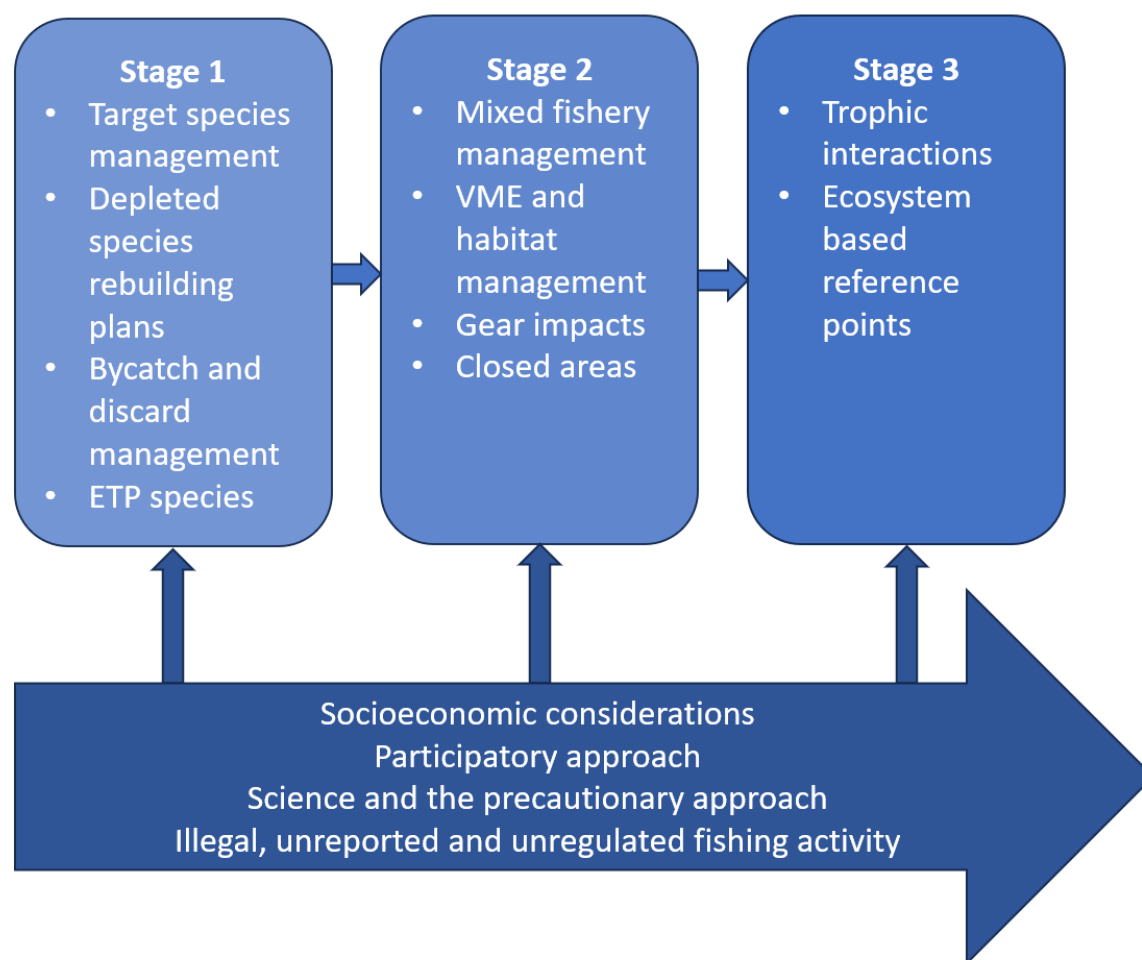 Stage 1
• Target species
management
• Depleted
species
rebuilding
plans
• Bycatch and
discard
management
• ETP species
Stage 2
• Mixed fishery
management
• VME and
habitat
management
• Gear impacts
• Closed areas
Stage 3
• Trophic
interactions
• Ecosystem
based
reference
points
Socioeconomic considerations
Participatory approach
Science and the precautionary approach
Illegal, unreported and unregulated fishing activity